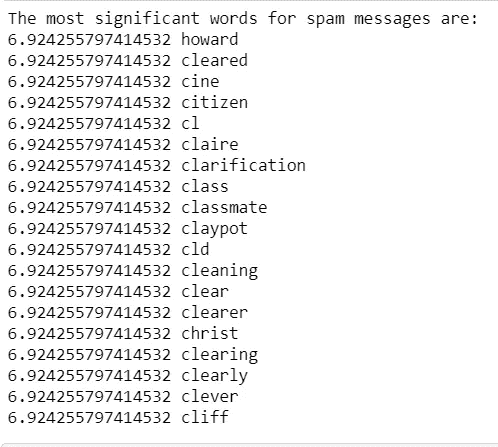 The most significant words for spam messages are:
6.924255797414532 howard
6.924255797414532 cleared
6.924255797414532 cine
6.924255797414532 citizen
6.924255797414532 cl
6.924255797414532 claire
6.924255797414532 clarification
6.924255797414532 class
6.924255797414532 classmate
6.924255797414532 claypot
6.924255797414532 cld
6.924255797414532 cleaning
6.924255797414532 clear
6.924255797414532 clearer
6.924255797414532 christ
6.924255797414532 clearing
6.924255797414532 clearly
6.924255797414532 clever
6.924255797414532 cliff